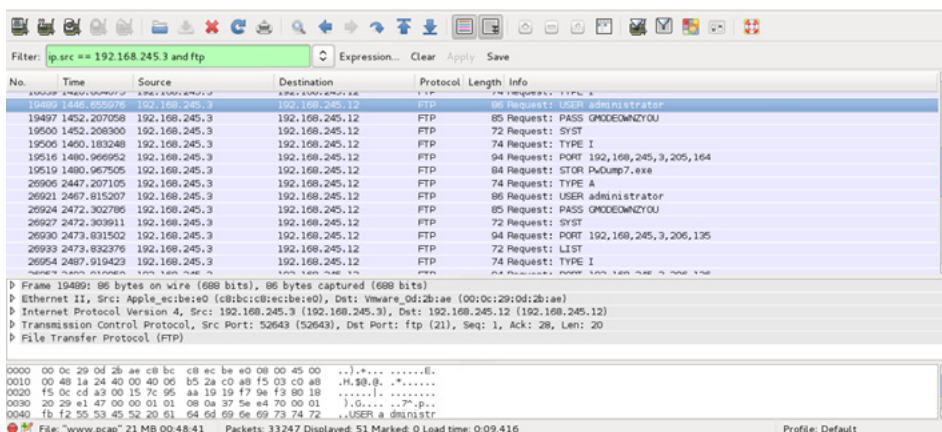 Filter: ip.src == 192.168.245.3 and ftp Expression... Clear Apply Save
No. Time Source Destination Protocol Length Info
19489 1446.655976 192.168.245.3 192.168.245.12 FTP 86 Request: USER administrator
19497 1452.207058 192.168.245.3 192.168.245.12 FTP 85 Request: PASS GMODEOWNZYOU
19500 1452.208300 192.168.245.3 192.168.245.12 FTP 72 Request: SYST
19506 1460.183248 192.168.245.3 192.168.245.12 FTP 74 Request: TYPE I
19516 1480.966952 192.168.245.3 192.168.245.12 FTP 94 Request: PORT 192,168,245,3,205,164
19519 1480.967505 192.168.245.3 192.168.245.12 FTP 84 Request: STOR PwDump7.exe
26906 2447.207105 192.168.245.3 192.168.245.12 FTP 74 Request: TYPE A
26921 2467.815207 192.168.245.3 192.168.245.12 FTP 86 Request: USER administrator
26924 2472.302786 192.168.245.3 192.168.245.12 FTP 85 Request: PASS GMODEOWNZYOU
26927 2472.303911 192.168.245.3 192.168.245.12 FTP 72 Request: SYST
26930 2473.831502 192.168.245.3 192.168.245.12 FTP 94 Request: PORT 192,168,245,3,206,135
26933 2473.832376 192.168.245.3 192.168.245.12 FTP 72 Request: LIST
26954 2487.919423 192.168.245.3 192.168.245.12 FTP 74 Request: TYPE I
Frame 19489: 86 bytes on wire (688 bits), 86 bytes captured (688 bits)
Ethernet II, Src: Apple_ec:be:e0 (c8:bc:c8:ec:be:e0), Dst: Vmware_0d:2b:ae (00:0c:29:0d:2b:ae)
Internet Protocol Version 4, Src: 192.168.245.3 (192.168.245.3), Dst: 192.168.245.12 (192.168.245.12)
Transmission Control Protocol, Src Port: 52643 (52643), Dst Port: ftp (21), Seq: 1, Ack: 28, Len: 20
File Transfer Protocol (FTP)
0000 00 0c 29 0d 2b ae c8 bc c8 ec be e0 08 00 45 00 ..).+... ......E.
0010 00 48 1a 24 40 00 40 06 b5 2a c0 a8 f5 03 c0 a8 .H.$@.@. .*......
0020 f5 0c cd a3 00 15 7c 95 aa 19 19 f7 9e f3 80 18 ......|. ........
0030 20 29 e1 47 00 00 01 01 08 0a 37 5e e4 70 00 01 ).G.... ..7^.p..
0040 fb f2 55 53 45 52 20 61 64 6d 69 6e 69 73 74 72 ..USER a dministr
File: "www.pcap" 21 MB 00:48:41 Packets: 33247 Displayed: 51 Marked: 0 Load time: 0:09.416 Profile: Default